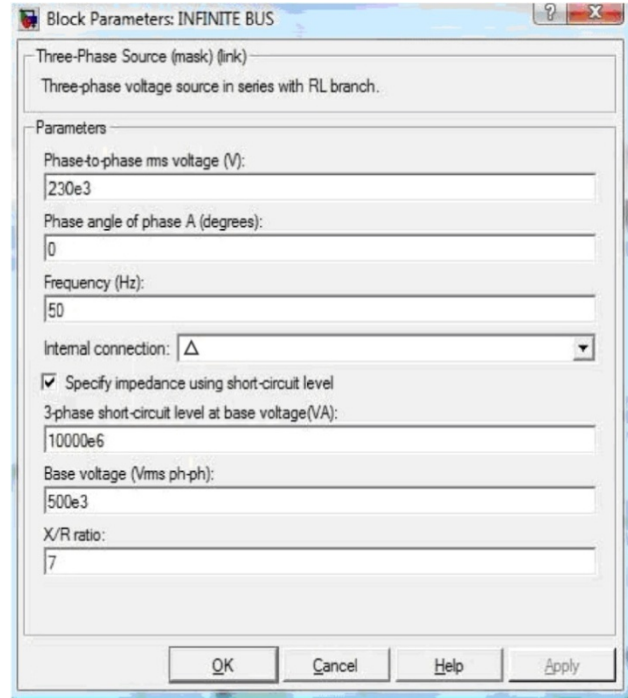 Block Parameters: INFINITE BUS
Three-Phase Source (mask) (link)
Three-phase voltage source in series with RL branch.
Parameters
Phase-to-phase rms voltage (V):
230e3
Phase angle of phase A (degrees):
0
Frequency (Hz):
50
Internal connection: Δ
Specify impedance using short-circuit level
3-phase short-circuit level at base voltage(VA):
10000e6
Base voltage (Vrms ph-ph):
500e3
X/R ratio:
7
OK Cancel Help Apply